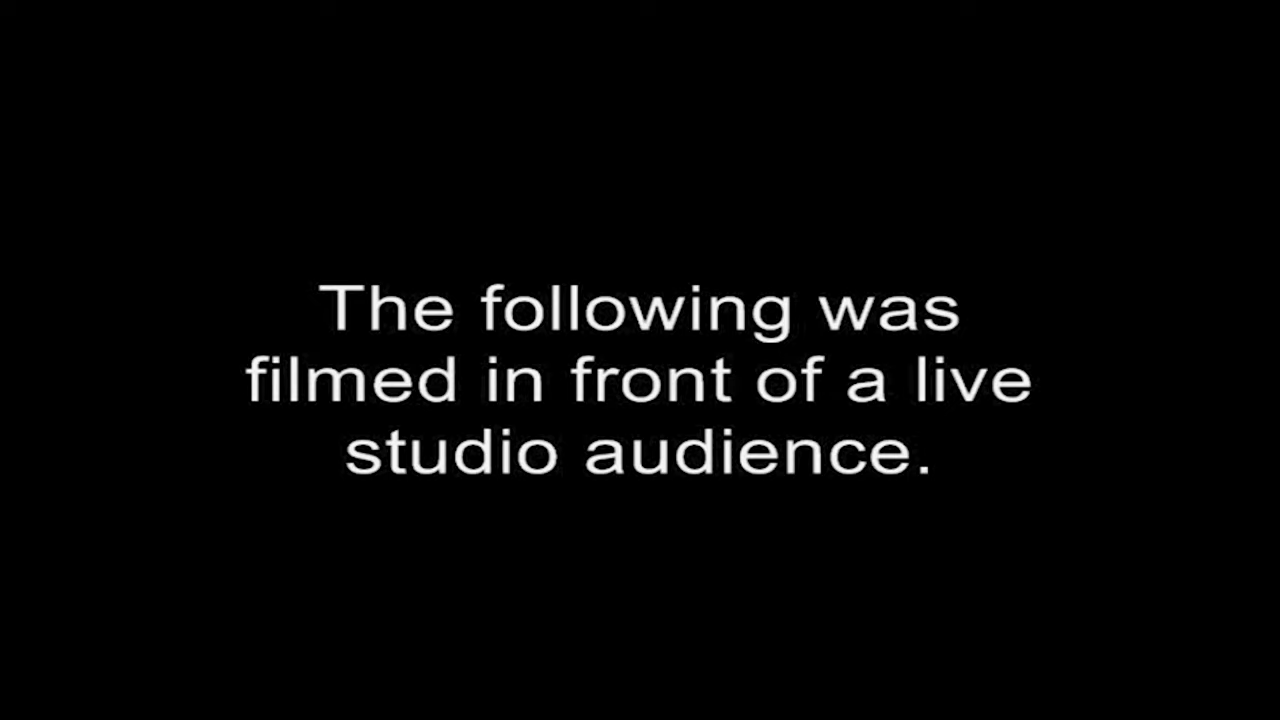 The following was
filmed in front of a live
studio audience.